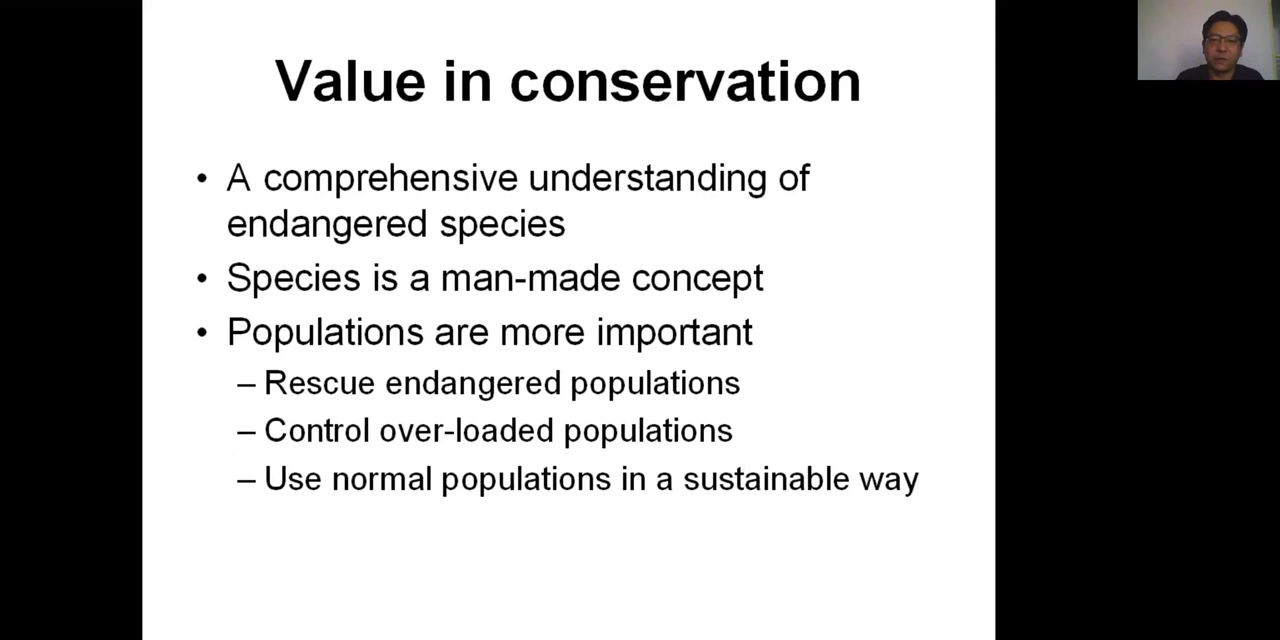 Value in conservation
• A comprehensive understanding of
endangered species
• Species is a man-made concept
• Populations are more important
– Rescue endangered populations
– Control over-loaded populations
– Use normal populations in a sustainable way